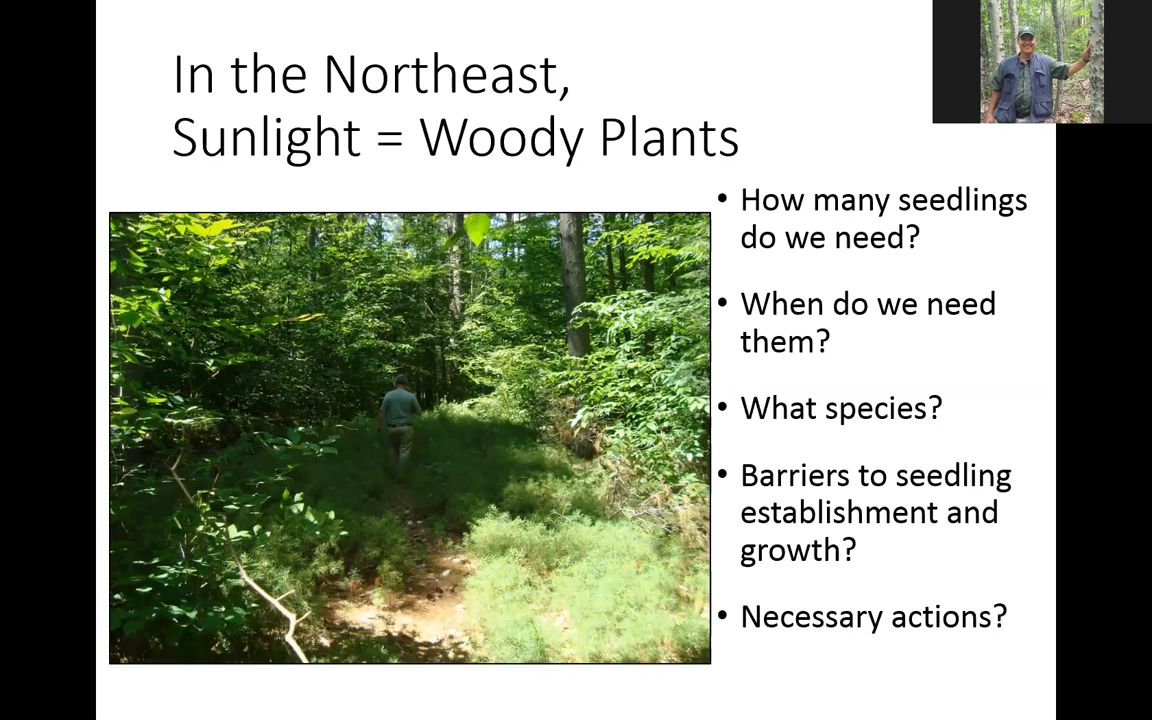 In the Northeast,
Sunlight = Woody Plants
• How many seedlings
do we need?
• When do we need
them?
• What species?
• Barriers to seedling
establishment and
growth?
• Necessary actions?